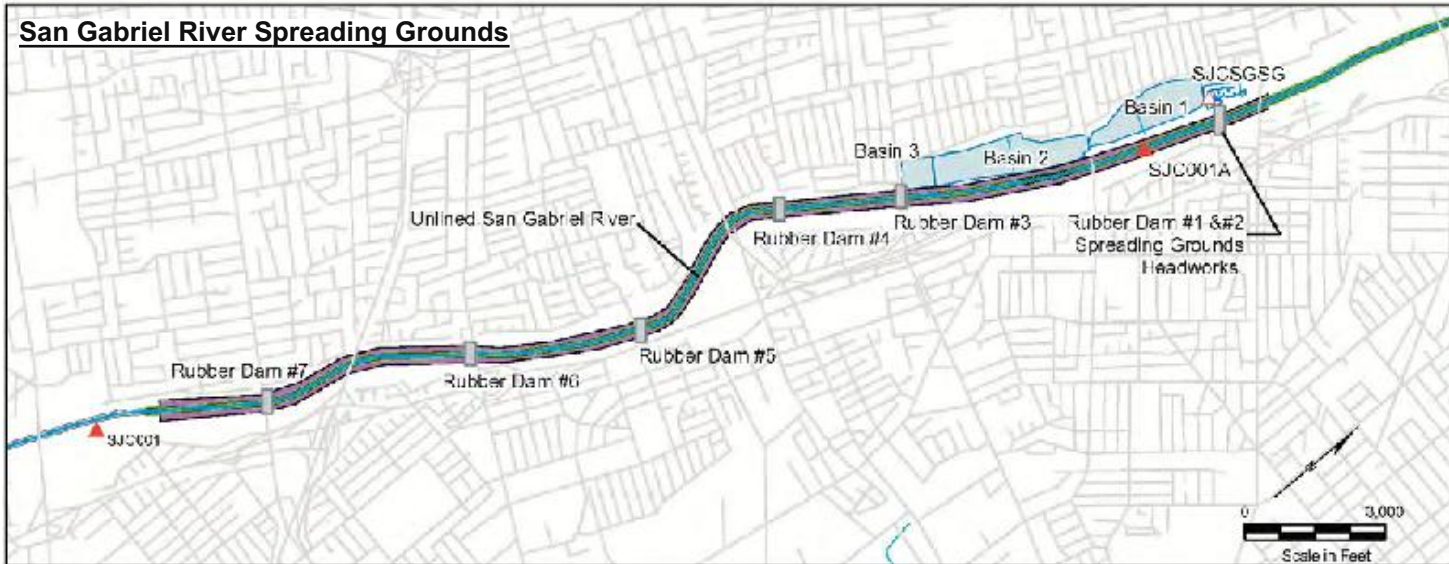 San Gabriel River Spreading Grounds
SJCSGSG
Basin 1
Basin 3
Basin 2
SJC001A
Unlined San Gabriel River
Rubber Dam #4
Rubber Dam #3
Rubber Dam #1 &#2
Spreading Grounds
Headworks
Rubber Dam #5
Rubber Dam #7
Rubber Dam #6
SJC001
0 3,000
Scale in Feet